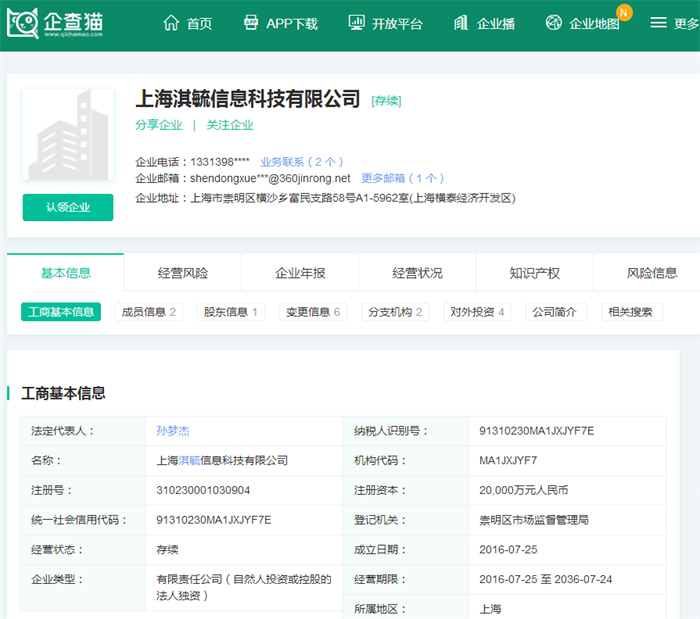 企查猫
www.qichamao.com
首页
APP下载
开放平台
企业播
企业地图
N
更多
上海淇毓信息科技有限公司 [存续]
分享企业 | 关注企业
企业电话：1331398**** 业务联系（2 个）
企业邮箱：shendongxue***@360jinrong.net 更多邮箱（1 个）
企业地址：上海市崇明区横沙乡富民支路58号A1-5962室(上海横泰经济开发区)
认领企业
基本信息
经营风险
企业年报
经营状况
知识产权
风险信息
工商基本信息
成员信息 2
股东信息 1
变更信息 6
分支机构 2
对外投资 4
公司简介
相关搜索
工商基本信息
法定代表人： 孙梦杰 纳税人识别号： 91310230MA1JXJYF7E
名称： 上海淇毓信息科技有限公司 机构代码： MA1JXJYF7
注册号： 310230001030904 注册资本： 20,000万元人民币
统一社会信用代码： 91310230MA1JXJYF7E 登记机关： 崇明区市场监督管理局
经营状态： 存续 成立日期： 2016-07-25
企业类型： 有限责任公司（自然人投资或控股的 经营期限： 2016-07-25 至 2036-07-24
法人独资）
所属地区： 上海